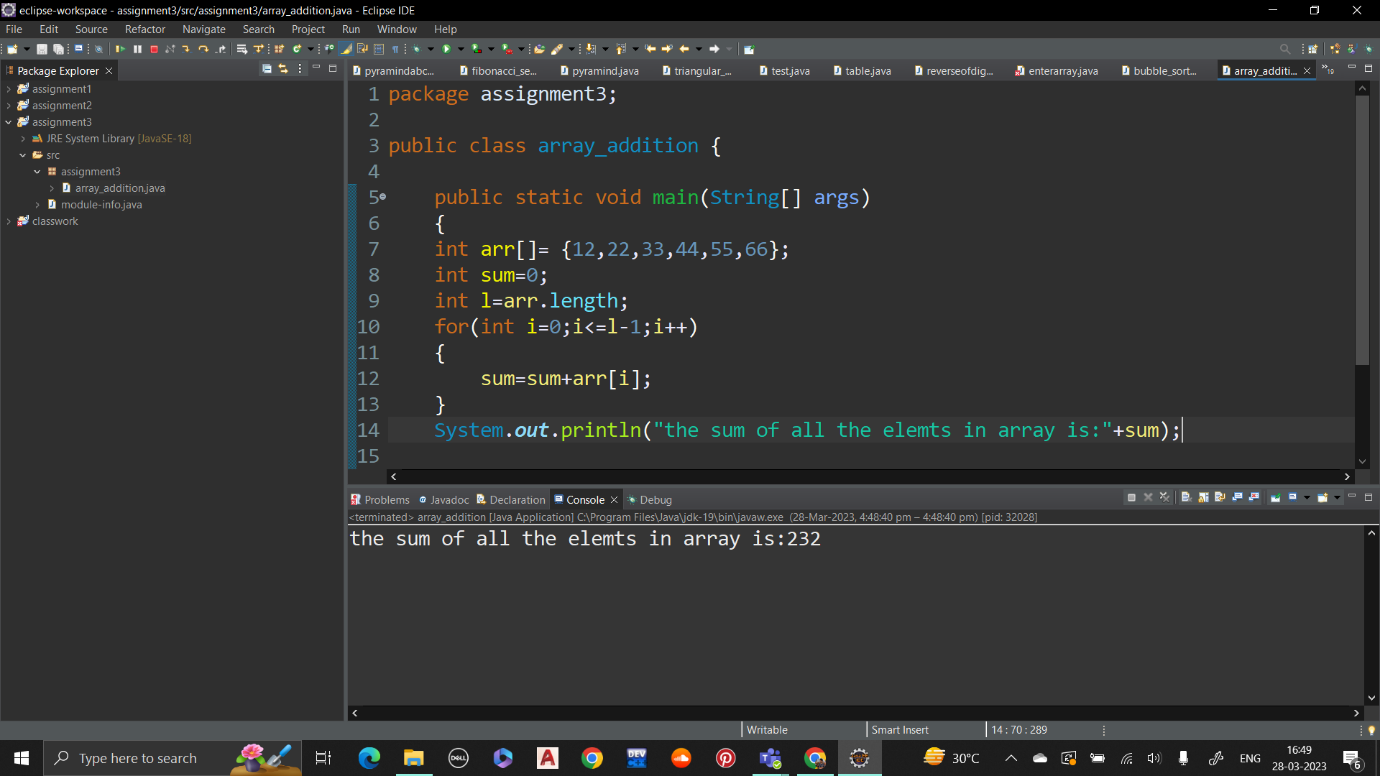 eclipse-workspace - assignment3/src/assignment3/array_addition.java - Eclipse IDE
File Edit Source Refactor Navigate Search Project Run Window Help
Package Explorer
assignment1
assignment2
assignment3
JRE System Library [JavaSE-18]
src
assignment3
array_addition.java
module-info.java
classwork
pyramindabc... fibonacci_se... pyramind.java triangular_... test.java table.java reverseofdig... enterarray.java bubble_sort... array_additi... »19
1 package assignment3;
2
3 public class array_addition {
4
5 public static void main(String[] args)
6 {
7 int arr[]= {12,22,33,44,55,66};
8 int sum=0;
9 int l=arr.length;
10 for(int i=0;i<=l-1;i++)
11 {
12 sum=sum+arr[i];
13 }
14 System.out.println("the sum of all the elemts in array is:"+sum);
15
Problems Javadoc Declaration Console Debug
<terminated> array_addition [Java Application] C:\Program Files\Java\jdk-19\bin\javaw.exe (28-Mar-2023, 4:48:40 pm – 4:48:40 pm) [pid: 32028]
the sum of all the elemts in array is:232
Writable Smart Insert 14 : 70 : 289
Type here to search DELL DEV 30°C ENG 16:49
28-03-2023 6